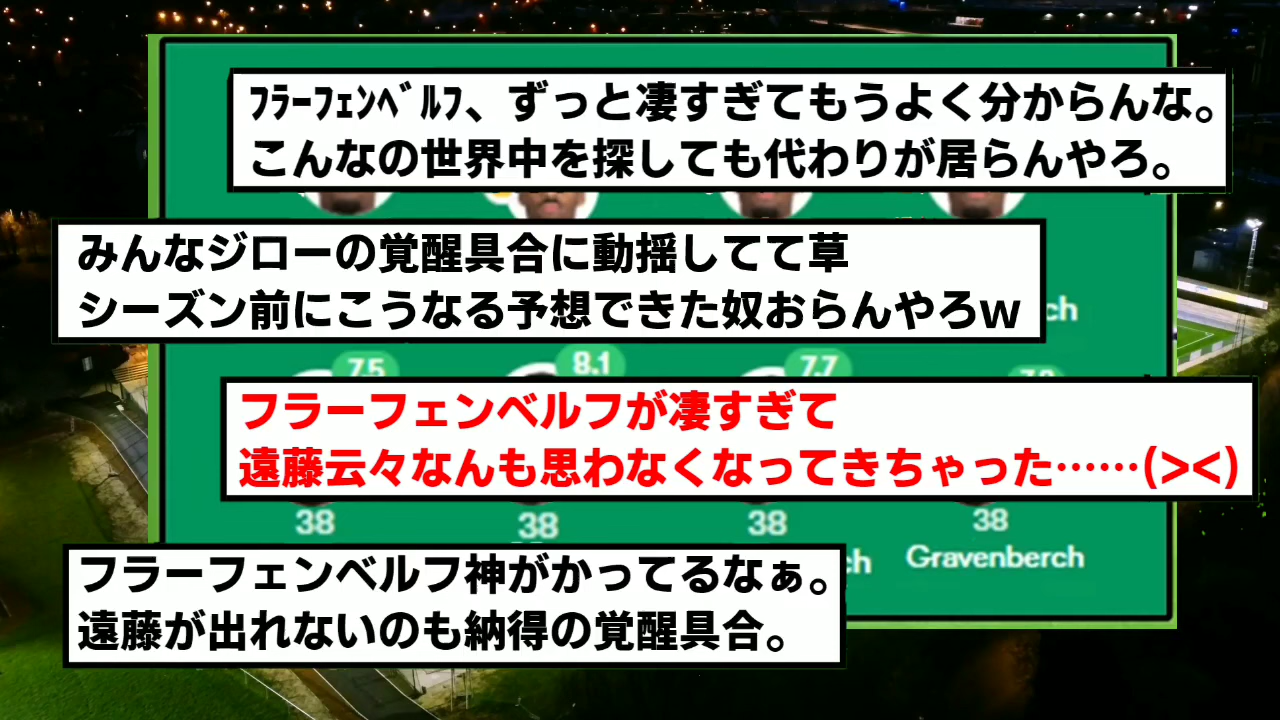 ﾌﾗｰﾌｪﾝﾍﾞﾙﾌ、ずっと凄すぎてもうよく分からんな。
こんなの世界中を探しても代わりが居らんやろ。
みんなジローの覚醒具合に動揺してて草
シーズン前にこうなる予想できた奴おらんやろw
ch
7.5
8.1
7.7
フラーフェンベルフが凄すぎて
遠藤云々なんも思わなくなってきちゃった……(><)
38
38
38
38
ch
Gravenberch
フラーフェンベルフ神がかってるなぁ。
遠藤が出れないのも納得の覚醒具合。